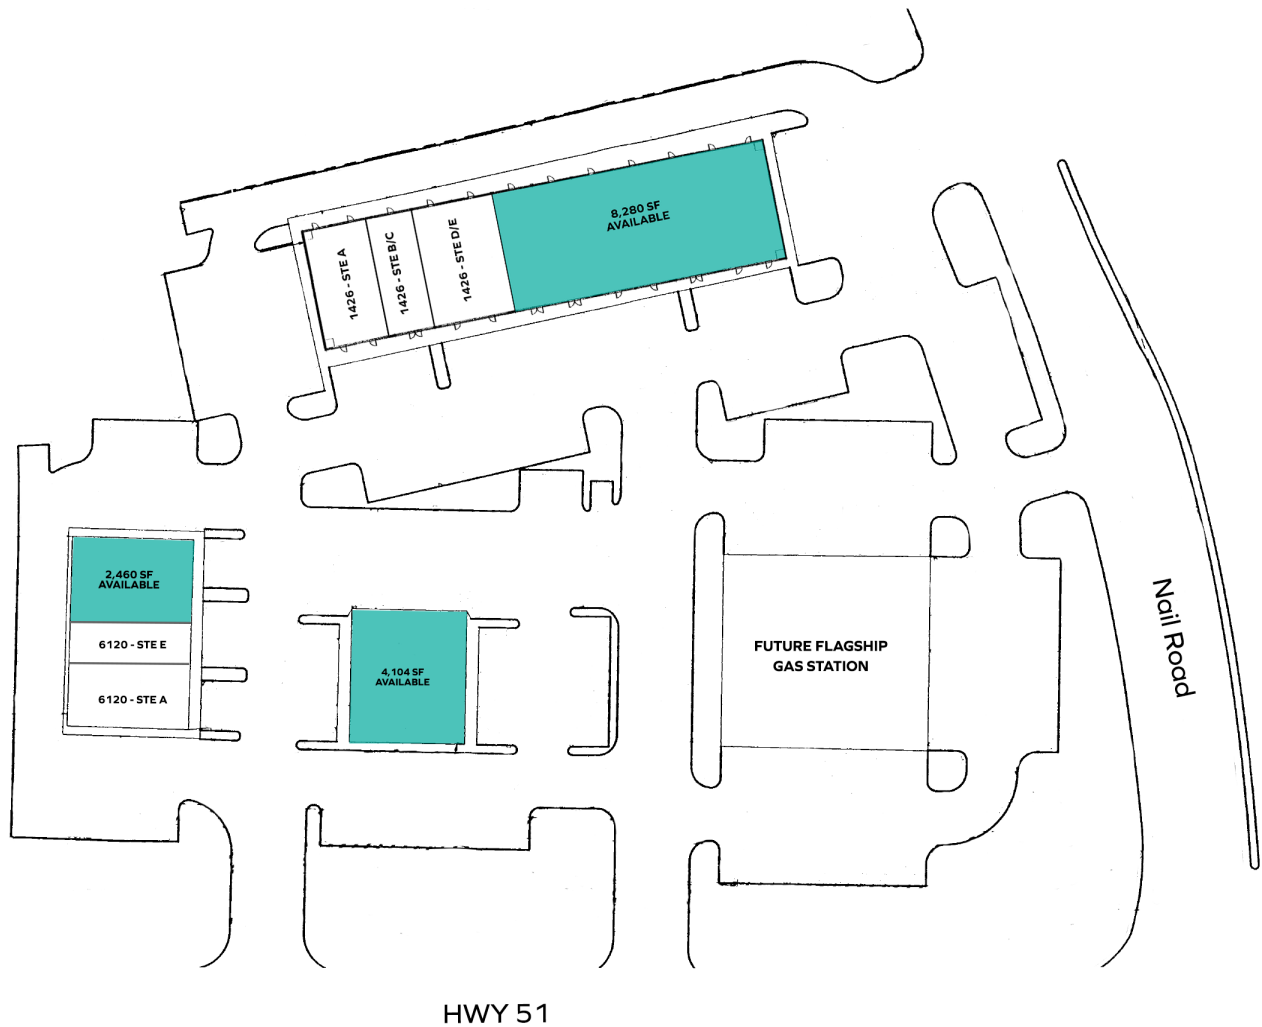 8,280 SF
AVAILABLE
1426 - STE A
1426 - STE B/C
1426 - STE D/E
2,460 SF
AVAILABLE
6120 - STE E
6120 - STE A
4,104 SF
AVAILABLE
FUTURE FLAGSHIP
GAS STATION
Nail Road
HWY 51